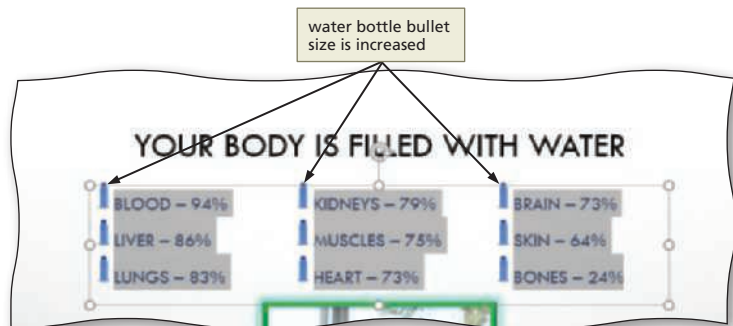 water bottle bullet
size is increased
YOUR BODY IS FILLED WITH WATER
BLOOD – 94%
LIVER – 86%
LUNGS – 83%
KIDNEYS – 79%
MUSCLES – 75%
HEART – 73%
BRAIN – 73%
SKIN – 64%
BONES – 24%